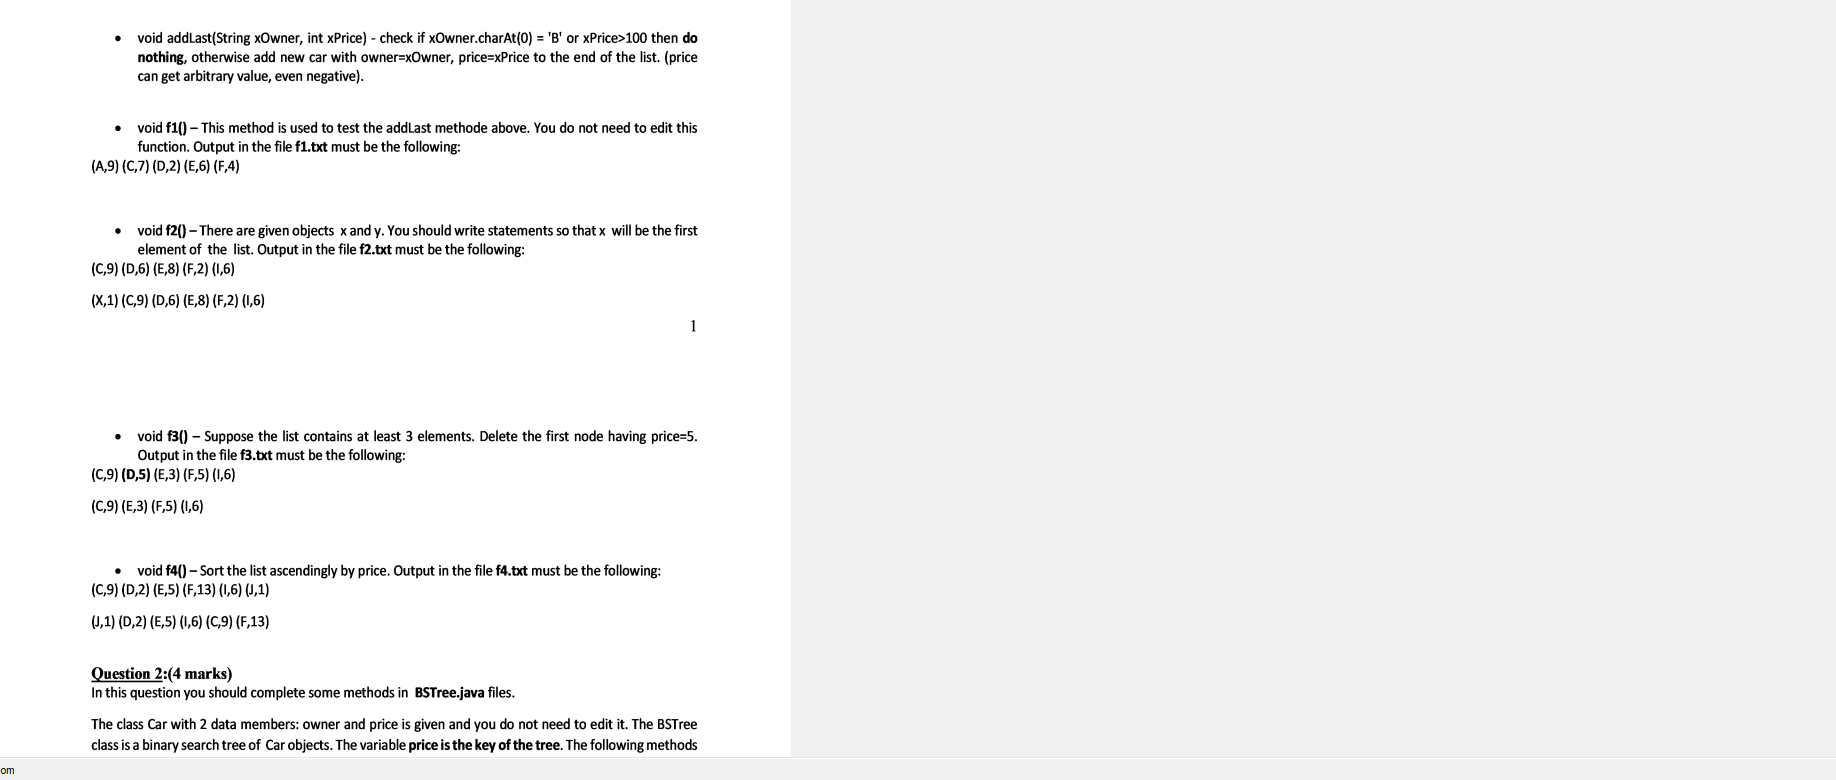 • void addLast(String xOwner, int xPrice) - check if xOwner.charAt(0) = 'B' or xPrice>100 then do
nothing, otherwise add new car with owner=xOwner, price=xPrice to the end of the list. (price
can get arbitrary value, even negative).
• void f1() – This method is used to test the addLast methode above. You do not need to edit this
function. Output in the file f1.txt must be the following:
(A,9) (C,7) (D,2) (E,6) (F,4)
• void f2() – There are given objects x and y. You should write statements so that x will be the first
element of the list. Output in the file f2.txt must be the following:
(C,9) (D,6) (E,8) (F,2) (I,6)
(X,1) (C,9) (D,6) (E,8) (F,2) (I,6)
1
• void f3() – Suppose the list contains at least 3 elements. Delete the first node having price=5.
Output in the file f3.txt must be the following:
(C,9) (D,5) (E,3) (F,5) (I,6)
(C,9) (E,3) (F,5) (I,6)
• void f4() – Sort the list ascendingly by price. Output in the file f4.txt must be the following:
(C,9) (D,2) (E,5) (F,13) (I,6) (J,1)
(J,1) (D,2) (E,5) (I,6) (C,9) (F,13)
Question 2:(4 marks)
In this question you should complete some methods in BSTree.java files.
The class Car with 2 data members: owner and price is given and you do not need to edit it. The BSTree
class is a binary search tree of Car objects. The variable price is the key of the tree. The following methods
om